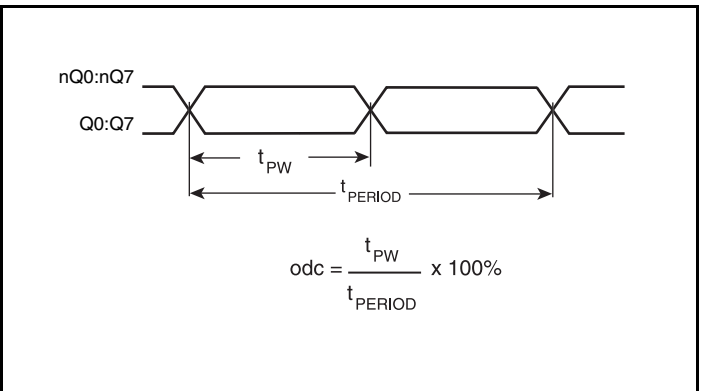 nQ0:nQ7
Q0:Q7
tPW
tPERIOD
odc = tPW / tPERIOD x 100%